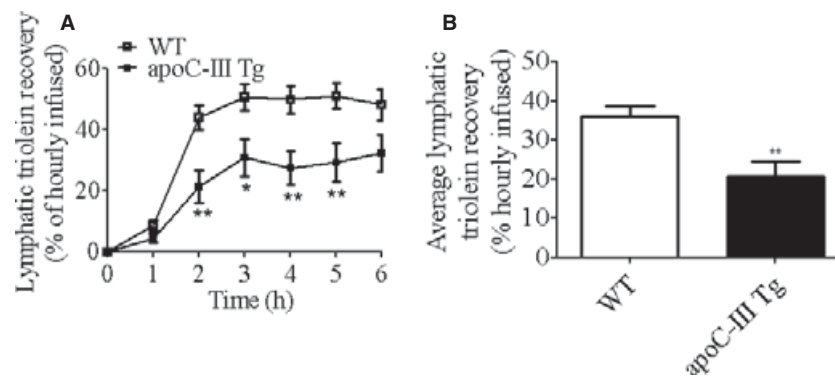 A
WT
apoC-III Tg
Lymphatic triolein recovery
(% of hourly infused)
60
40
20
0
** * ** **
0 1 2 3 4 5 6
Time (h)
B
Average lymphatic
triolein recovery
(% hourly infused)
50
40
30
20
10
0
**
WT
apoC-III Tg